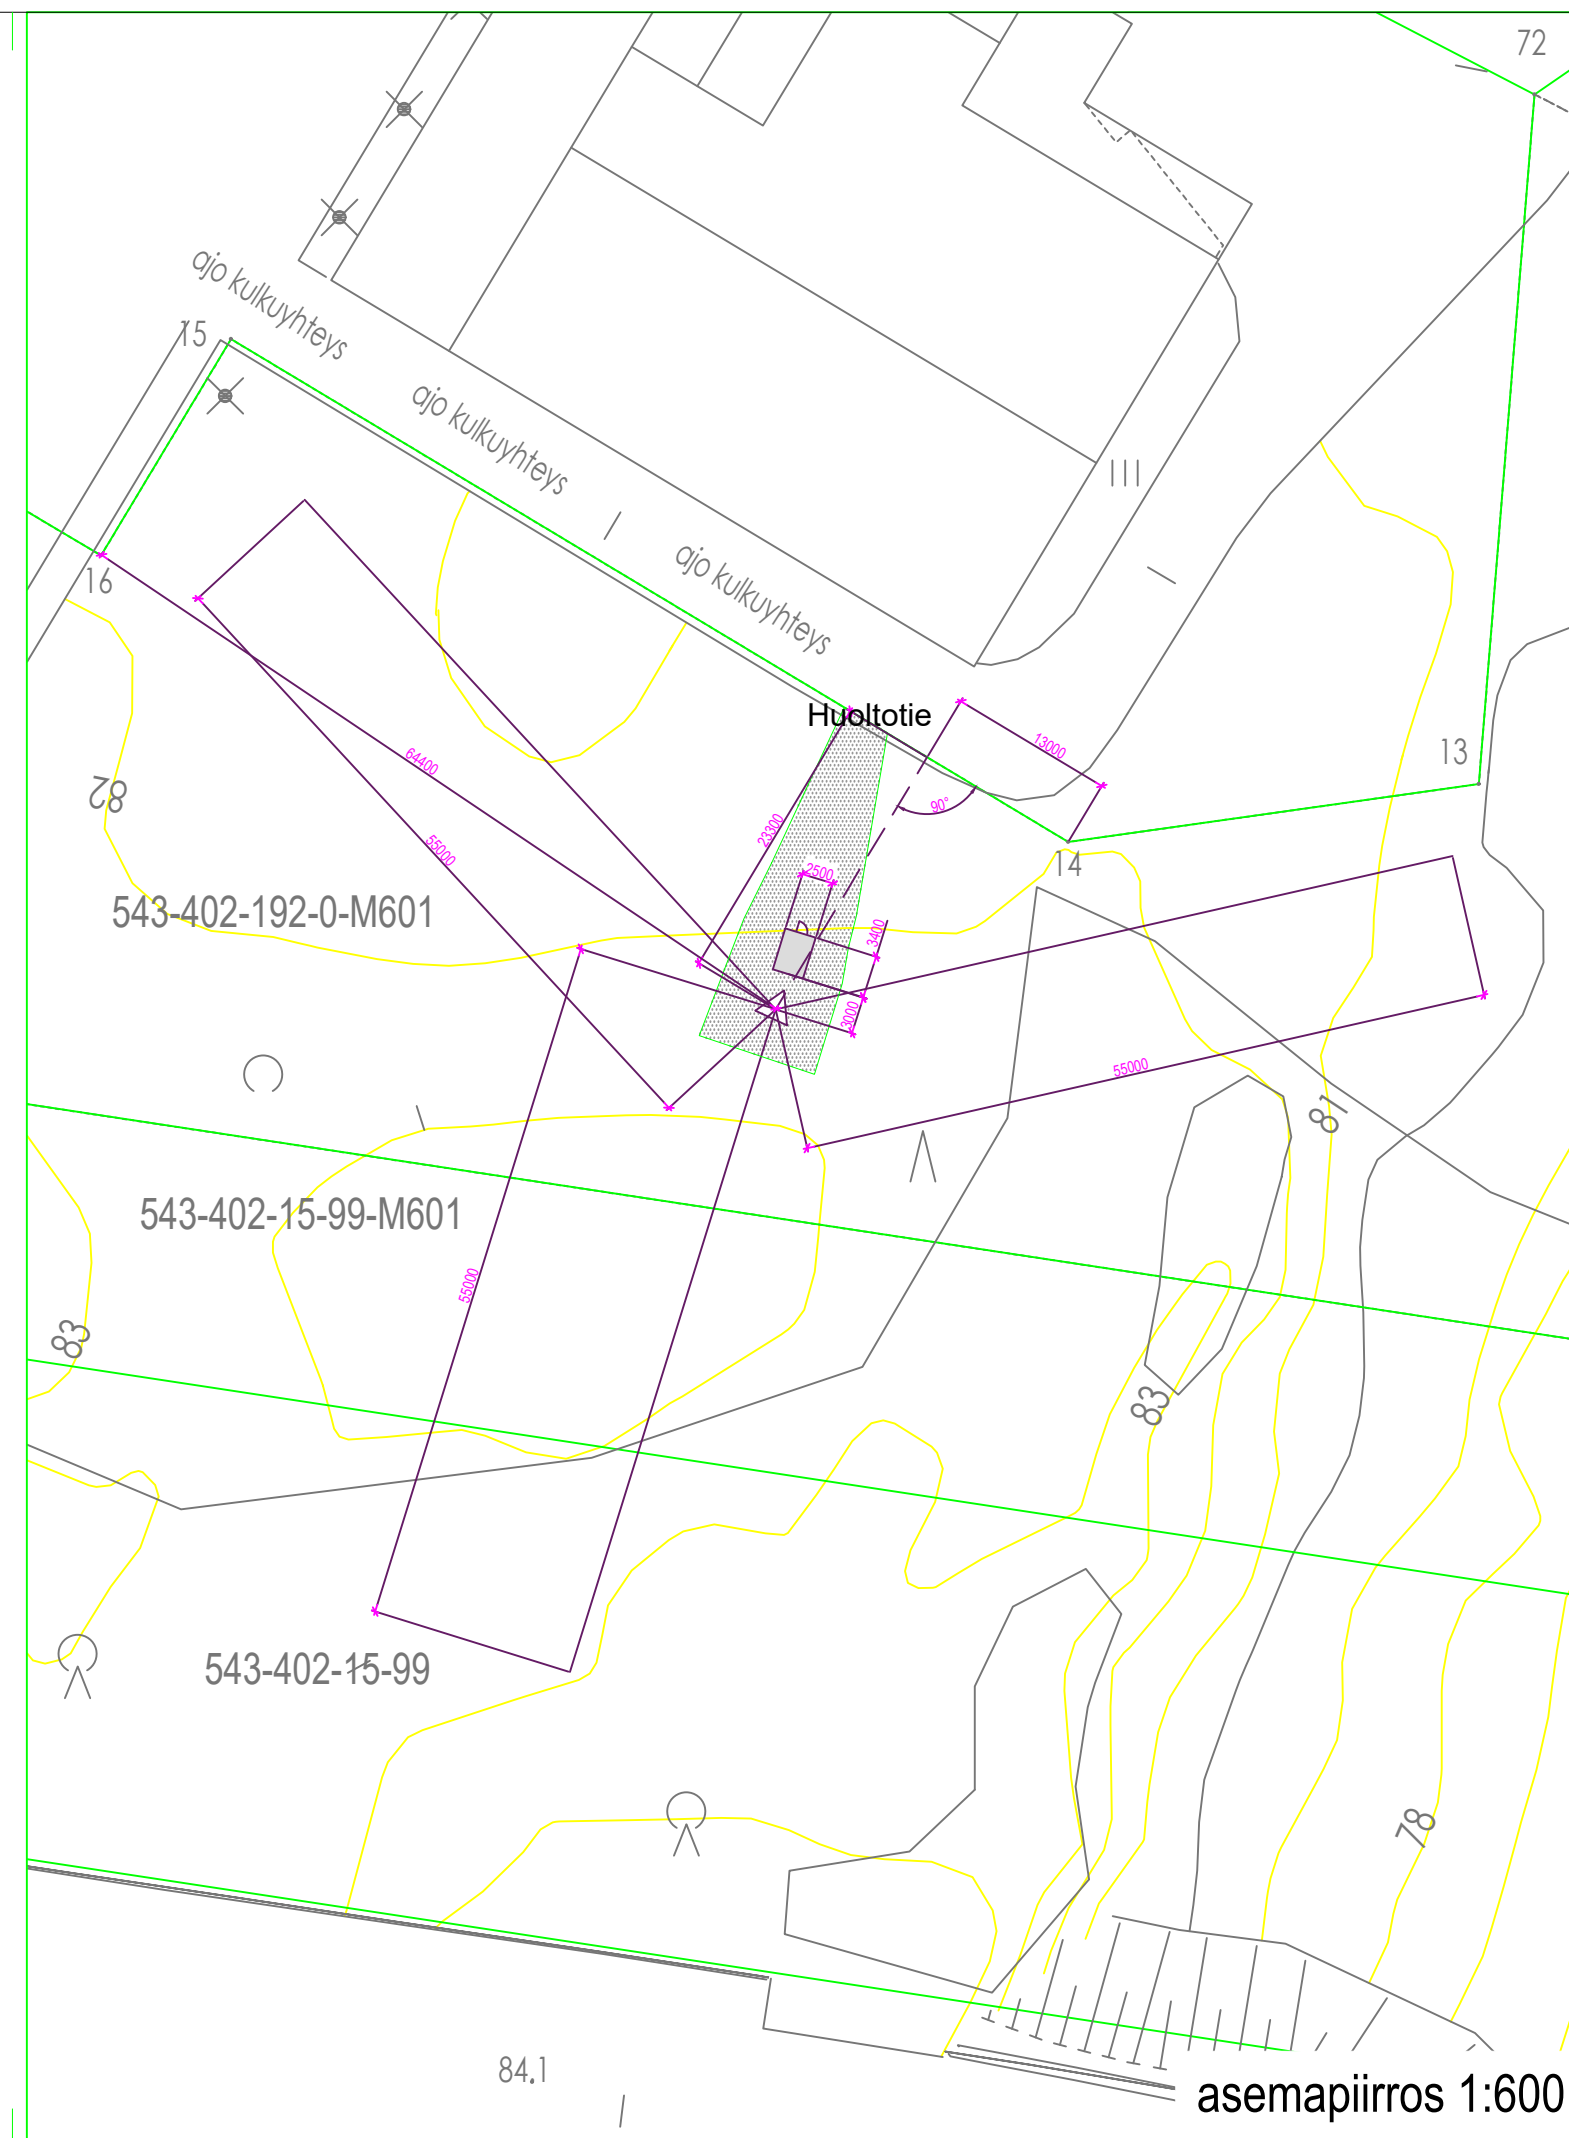 72
ajo kulkuyhteys
15
ajo kulkuyhteys
III
ajo kulkuyhteys
16
Huoltotie
13000
13
64400
82
90°
23300
55000
14
2500
543-402-192-0-M601
3400
3000
55000
81
543-402-15-99-M601
55000
83
83
543-402-15-99
78
84.1
asemapiirros 1:600